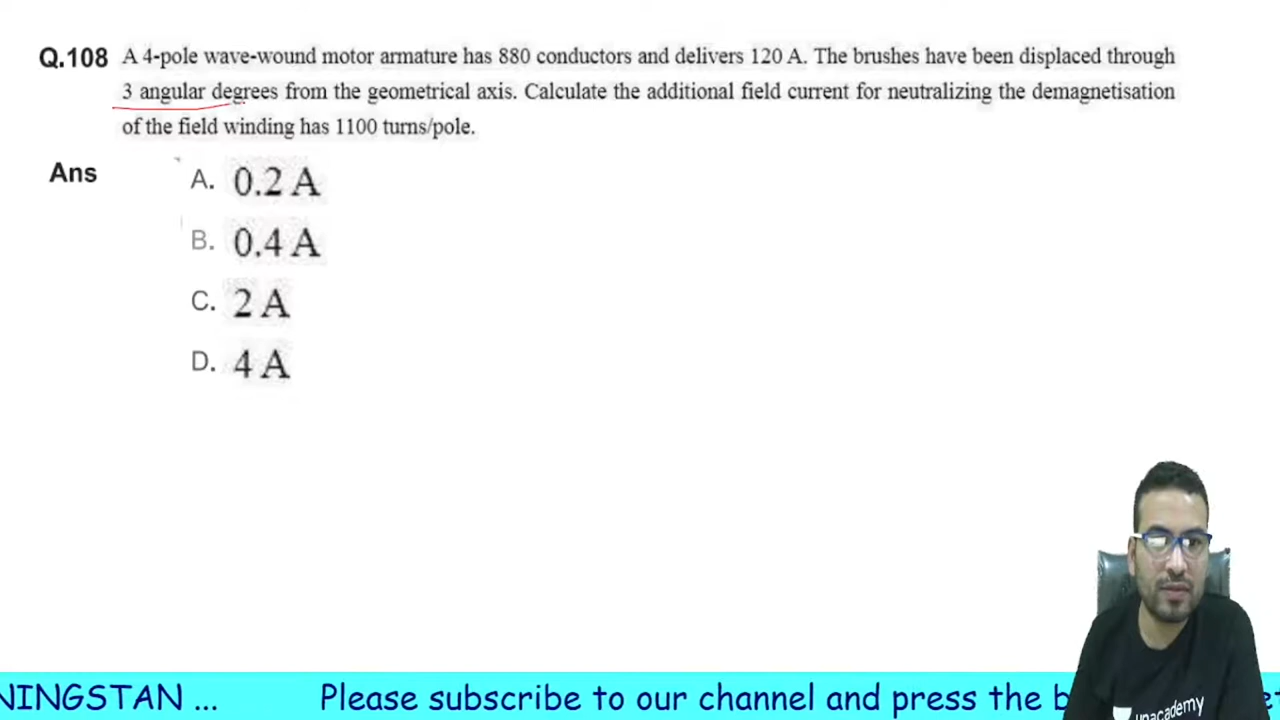 Q.108 A 4-pole wave-wound motor armature has 880 conductors and delivers 120 A. The brushes have been displaced through
3 angular degrees from the geometrical axis. Calculate the additional field current for neutralizing the demagnetisation
of the field winding has 1100 turns/pole.
Ans
A. 0.2 A
B. 0.4 A
C. 2 A
D. 4 A
unacademy
NINGSTAN ... Please subscribe to our channel and press the b